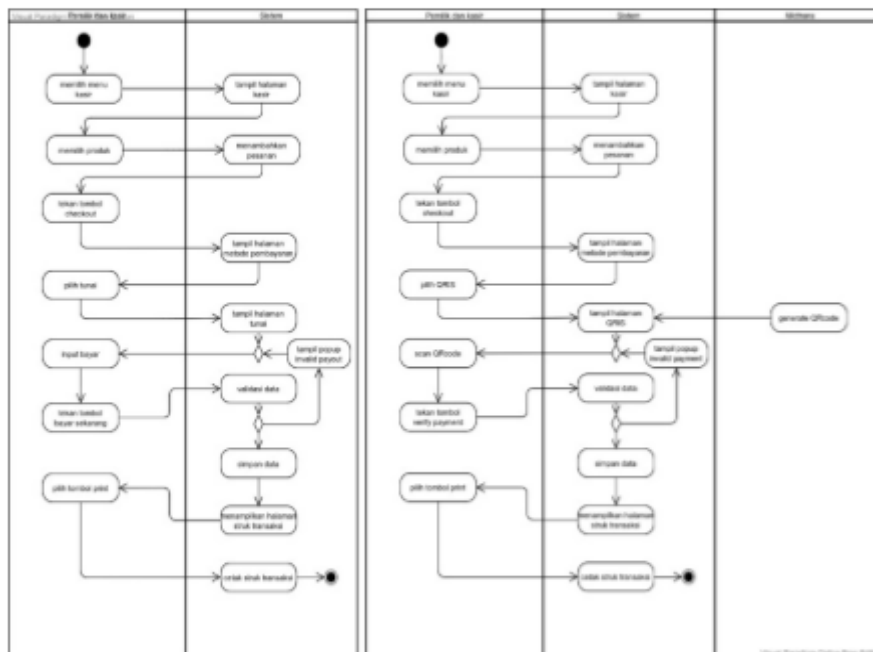 Pemilik dan kasir
Sistem
memilih menu
kasir
tampil halaman
kasir
memilih produk
menambahkan
pesanan
tekan tombol
checkout
tampil halaman
metode pembayaran
pilih tunai
tampil halaman
tunai
input bayar
tampil popup
invalid payout
validasi data
tekan tombol
bayar sekarang
simpan data
pilih tombol print
menampilkan halaman
struk transaksi
cetak struk transaksi
Pemilik dan kasir
Sistem
Midtrans
memilih menu
kasir
tampil halaman
kasir
memilih produk
menambahkan
pesanan
tekan tombol
checkout
tampil halaman
metode pembayaran
pilih QRIS
tampil halaman
QRIS
generate QRcode
scan QRcode
tampil popup
invalid payment
validasi data
tekan tombol
verify payment
simpan data
pilih tombol print
menampilkan halaman
struk transaksi
cetak struk transaksi